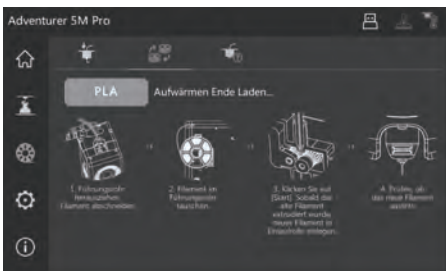 Adventurer 5M Pro
PLA
Aufwärmen Ende Laden...
1. Führungsrohr
herausziehen,
Filament abschneiden.
2. Filament im
Führungsrohr
tauschen.
3. Klicken Sie auf
[Start]. Sobald das
alte Filament
extrudiert wurde,
neues Filament in
Einlaufrohr einlegen.
4. Prüfen, ob
das neue Filament
austritt.